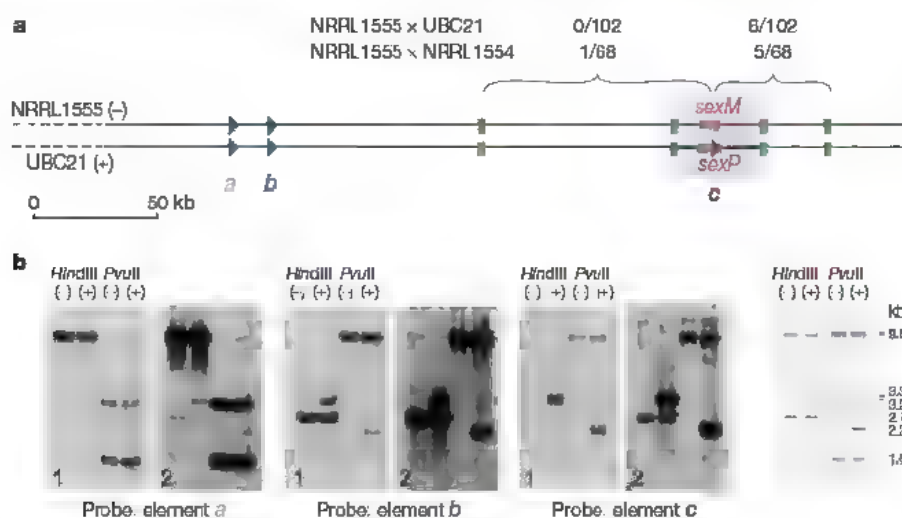 a
NRRL1555 x UBC21 0/102 6/102
NRRL1555 x NRRL1554 1/68 5/68
NRRL1555 (–) sexM
UBC21 (+) sexP
a b c
0 50 kb
b
HindIII PvuII HindIII PvuII HindIII PvuII HindIII PvuII
(-) (+) (-) (+) (-) (+) (-) (+) (-) (+) (-) (+) (-) (+) (-) (+)
1 2 1 2 1 2
Probe: element a Probe: element b Probe: element c